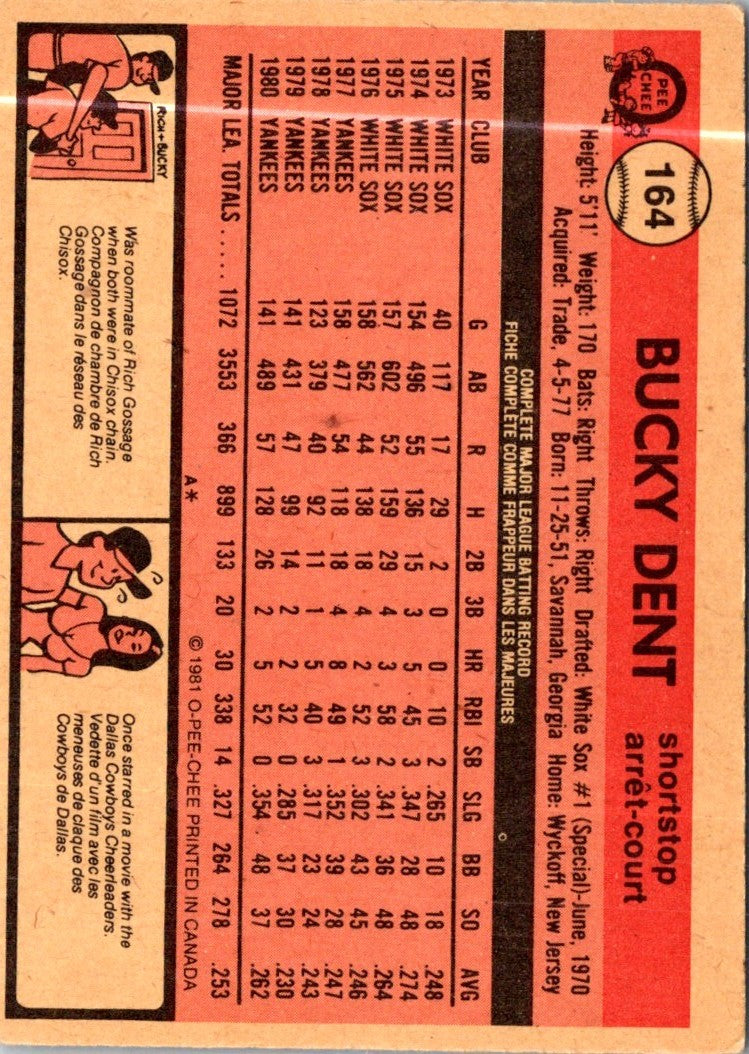 O
PEE
CHEE
164
BUCKY DENT
shortstop
arrêt-court
Height: 5'11' Weight: 170 Bats: Right Throws: Right Drafted: White Sox #1 (Special)-June, 1970
Acquired: Trade, 4-5-77 Born: 11-25-51, Savannah, Georgia Home: Wyckoff, New Jersey
COMPLETE MAJOR LEAGUE BATTING RECORD
FICHE COMPLÈTE COMME FRAPPEUR DANS LES MAJEURES
YEAR CLUB G AB R H 2B 3B HR RBI SB SLG BB SO AVG
1973 WHITE SOX 40 117 17 29 2 0 0 10 2 .265 10 18 .248
1974 WHITE SOX 154 496 55 136 15 3 5 45 3 .347 28 48 .274
1975 WHITE SOX 157 602 52 159 29 4 3 58 2 .341 36 48 .264
1976 WHITE SOX 158 562 44 138 18 4 2 52 3 .302 43 45 .246
1977 YANKEES 158 477 54 118 18 4 8 49 1 .352 39 28 .247
1978 YANKEES 123 379 40 92 11 1 5 40 3 .317 23 24 .243
1979 YANKEES 141 431 47 99 14 2 2 32 0 .285 37 30 .230
1980 YANKEES 141 489 57 128 26 2 5 52 0 .354 48 37 .262
MAJOR LEA. TOTALS ..... 1072 3553 366 899 133 20 30 338 14 .327 264 278 .253
A* © 1981 O-PEE-CHEE PRINTED IN CANADA
RICH + BUCKY
Was roommate of Rich Gossage
when both were in Chisox chain.
Compagnon de chambre de Rich
Gossage dans le réseau des
Chisox.
Once starred in a movie with the
Dallas Cowboys Cheerleaders.
Vedette d'un film avec les
meneuses de claque des
Cowboys de Dallas.